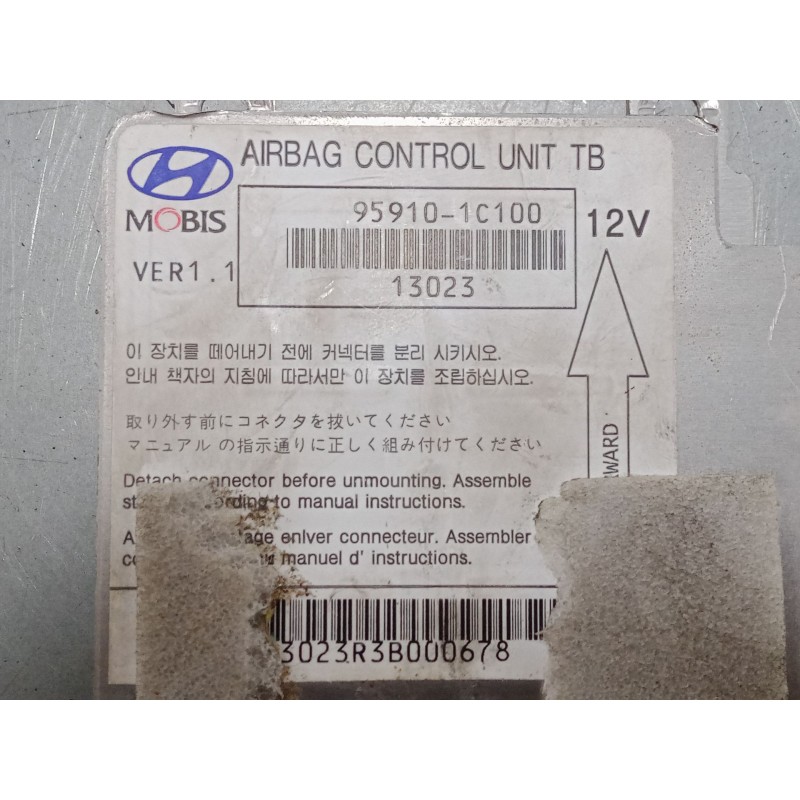 AIRBAG CONTROL UNIT TB
MOBIS
95910-1C100
12V
VER1.1
13023
이 장치를 떼어내기 전에 커넥터를 분리 시키시오.
안내 책자의 지침에 따라서만 이 장치를 조립하십시오.
取り外す前にコネクタを抜いてください
マニュアル の指示通りに正しく組み付けてください
WARD
Detach connector before unmounting. Assemble
to manual instructions.
enlver connecteur. Assembler
manuel d' instructions.
3023R3B000678